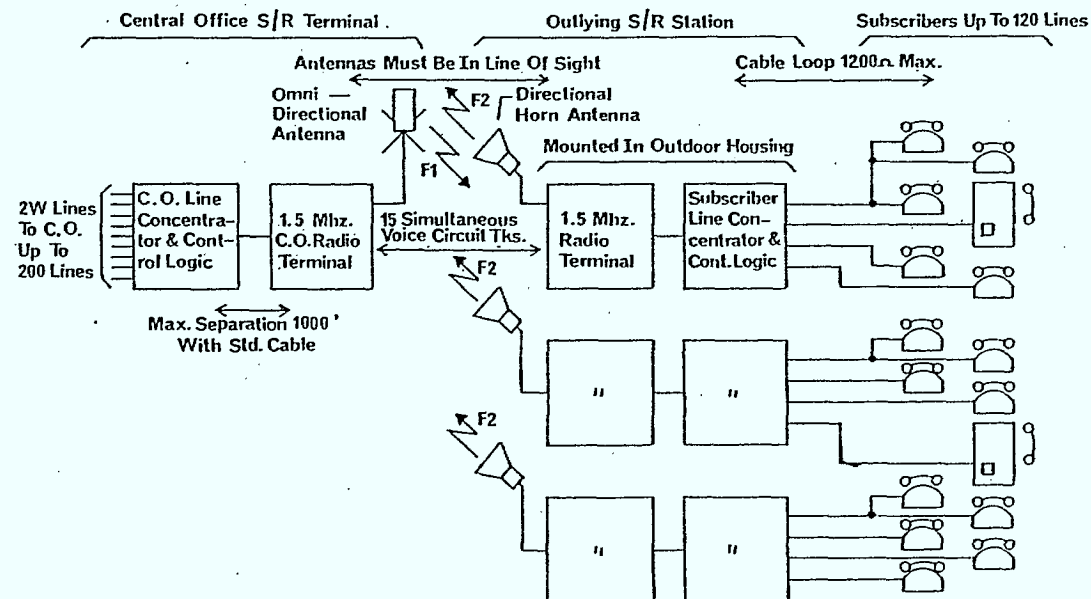 Central Office S/R Terminal .
Outlying S/R Station
Subscribers Up To 120 Lines
Antennas Must Be In Line Of Sight
Cable Loop 1200Ω Max.
Omni —
Directional
Antenna
F2
Directional
Horn Antenna
F1
Mounted In Outdoor Housing
2W Lines
To C.O.
Up To
200 Lines
C.O. Line
Concentra-
tor & Cont-
rol Logic
1.5 Mhz.
C.O. Radio
Terminal
15 Simultaneous
Voice Circuit Tks.
1.5 Mhz.
Radio
Terminal
Subscriber
Line Con-
centrator &
Cont. Logic
F2
Max. Separation 1000'
With Std. Cable
"
"
F2
"
"